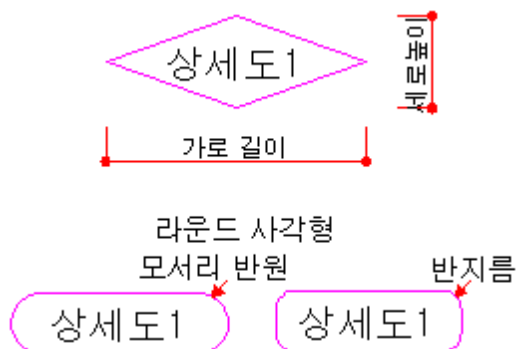 상세도1
세로높이
가로 길이
라운드 사각형
모서리 반원
반지름
상세도1
상세도1